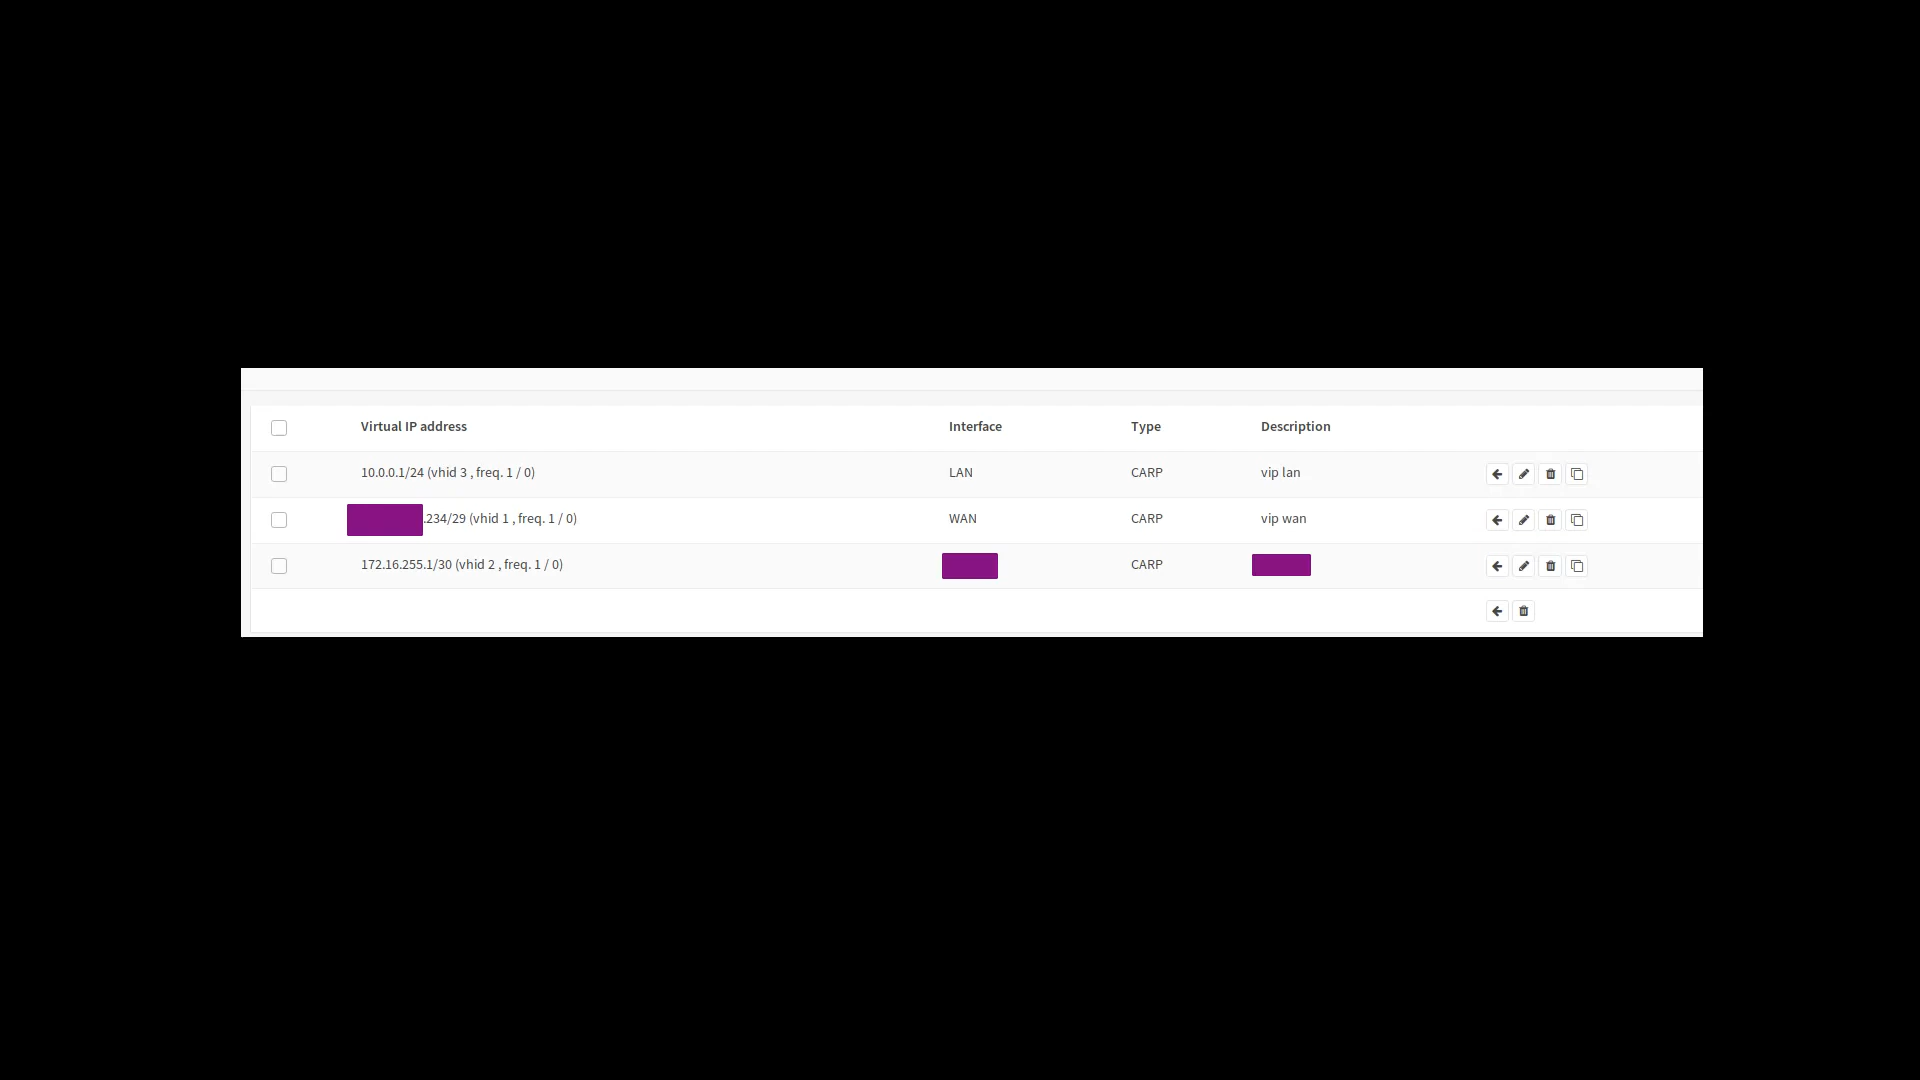 Virtual IP address Interface Type Description
10.0.0.1/24 (vhid 3 , freq. 1 / 0) LAN CARP vip lan
.234/29 (vhid 1 , freq. 1 / 0) WAN CARP vip wan
172.16.255.1/30 (vhid 2 , freq. 1 / 0) CARP